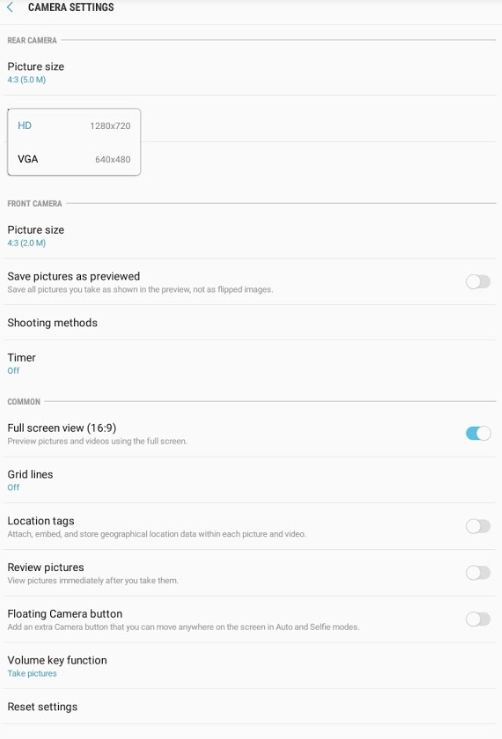 CAMERA SETTINGS
REAR CAMERA
Picture size
4:3 (5.0 M)
HD 1280x720
VGA 640x480
FRONT CAMERA
Picture size
4:3 (2.0 M)
Save pictures as previewed
Save all pictures you take as shown in the preview, not as flipped images.
Shooting methods
Timer
Off
COMMON
Full screen view (16:9)
Preview pictures and videos using the full screen.
Grid lines
Off
Location tags
Attach, embed, and store geographical location data within each picture and video.
Review pictures
View pictures immediately after you take them.
Floating Camera button
Add an extra Camera button that you can move anywhere on the screen in Auto and Selfie modes.
Volume key function
Take pictures
Reset settings